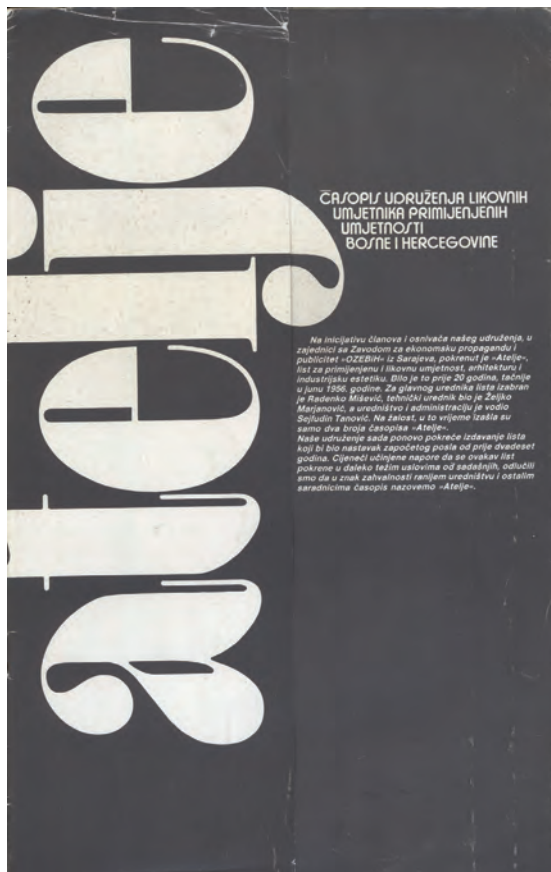 atelje
ČASOPIS UDRUŽENJA LIKOVNIH
UMJETNIKA PRIMIJENJENIH
UMJETNOSTI
BOSNE I HERCEGOVINE
Na inicijativu članova i osnivača našeg udruženja, u
zajednici sa Zavodom za ekonomsku propagandu i
publicitet »OZEBiH« iz Sarajeva, pokrenut je »Atelje«,
list za primijenjenu i likovnu umjetnost, arhitekturu i
industrijsku estetiku. Bilo je to prije 20 godina, tačnije
u junu 1956. godine. Za glavnog urednika lista izabran
je Radenko Mišević, tehnički urednik bio je Željko
Marjanović, a uredništvo i administraciju je vodio
Sejfudin Tanović. Na žalost, u to vrijeme izašla su
samo dva broja časopisa »Atelje«.
Naše udruženje sada ponovo pokreće izdavanje lista
koji bi bio nastavak započetog posla od prije dvadeset
godina. Cijeneći učinjene napore da se ovakav list
pokrene u daleko težim uslovima od sadašnjih, odlučili
smo da u znak zahvalnosti ranijem uredništvu i ostalim
saradnicima časopis nazovemo »Atelje«.